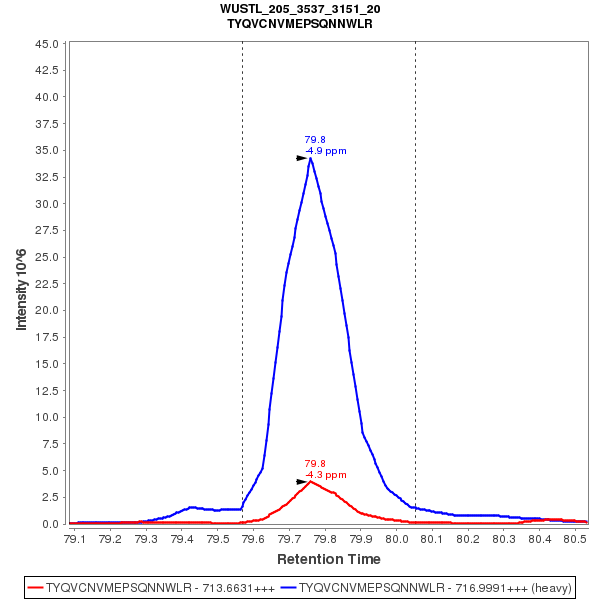 WUSTL_205_3537_3151_20
TYQVCNVMEPSQNNWLR
45.0
42.5
40.0
37.5
35.0
32.5
30.0
27.5
25.0
22.5
20.0
17.5
15.0
12.5
10.0
7.5
5.0
2.5
0.0
Intensity 10^6
79.8
-4.9 ppm
79.8
-4.3 ppm
79.1 79.2 79.3 79.4 79.5 79.6 79.7 79.8 79.9 80.0 80.1 80.2 80.3 80.4 80.5
Retention Time
TYQVCNVMEPSQNNWLR - 713.6631+++ TYQVCNVMEPSQNNWLR - 716.9991+++ (heavy)